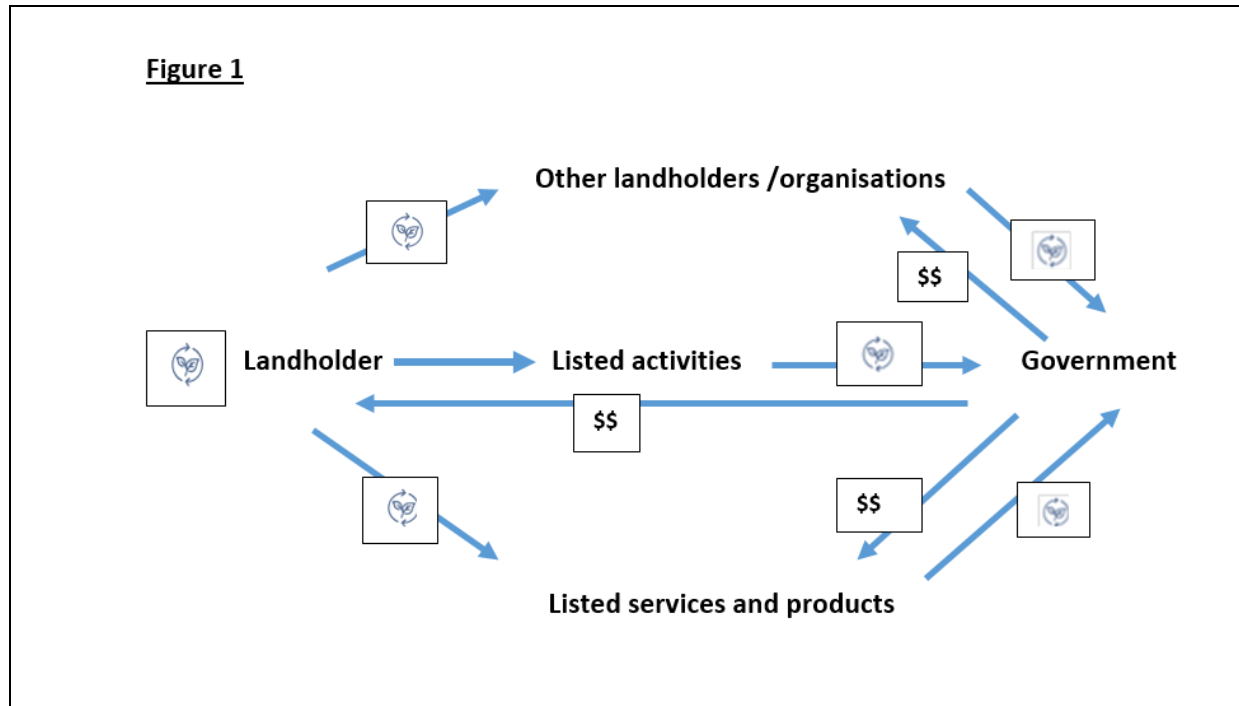 Figure 1
Other landholders /organisations
$$
Landholder
Listed activities
Government
$$
$$
Listed services and products